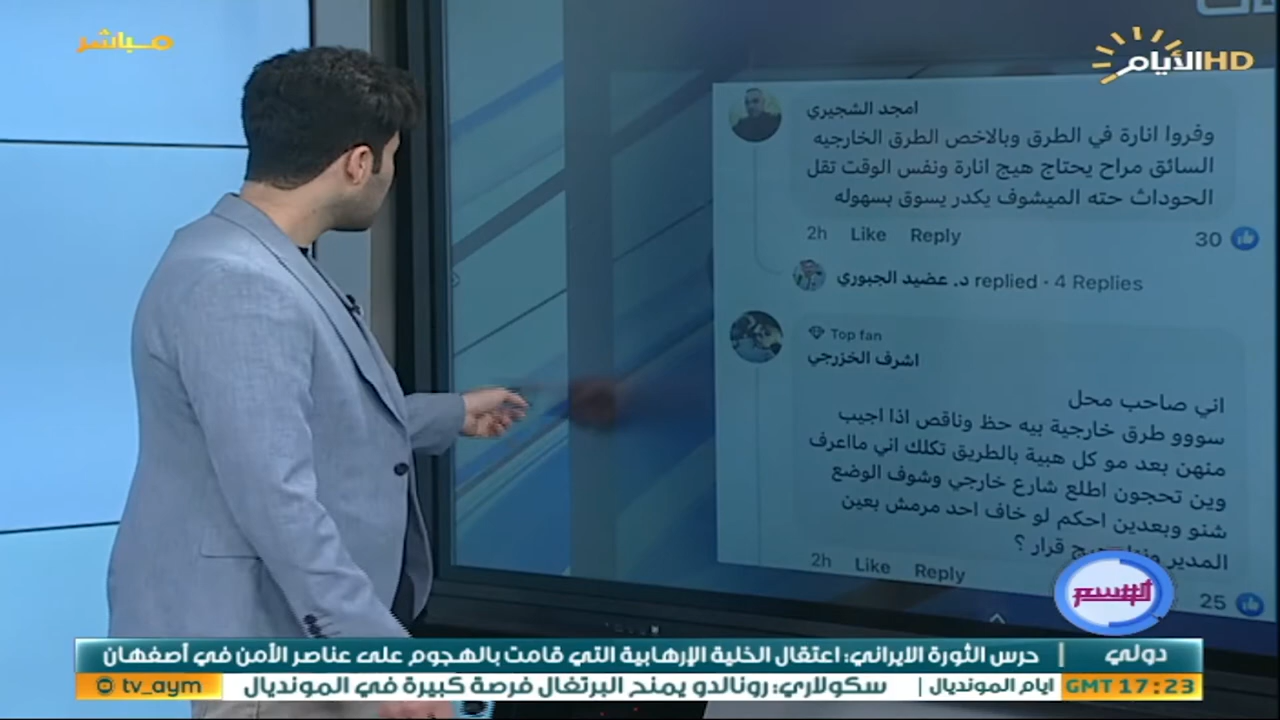 مباشر
الأيام HD
امجد الشجيري
وفروا انارة في الطرق وبالاخص الطرق الخارجيه
السائق مراح يحتاج هيج انارة ونفس الوقت تقل
الحوداث حته الميشوف يكدر يسوق بسهوله
2h Like Reply
30
د. عضيد الجبوري replied · 4 Replies
Top fan
اشرف الخزرجي
اني صاحب محل
سووو طرق خارجية بيه حظ وناقص اذا اجيب
منهن بعد مو كل هبية بالطريق تكلك اني مااعرف
وين تحجون اطلع شارع خارجي وشوف الوضع
شنو وبعدين احكم لو خاف احد مرمش بعين
المدير هيج قرار ؟
2h Like Reply
25
دولي | حرس الثورة الايراني: اعتقال الخلية الإرهابية التي قامت بالهجوم على عناصر الأمن في أصفهان
GMT 17:23
ايام المونديال | سكولاري: رونالدو يمنح البرتغال فرصة كبيرة في المونديال
tv_aym